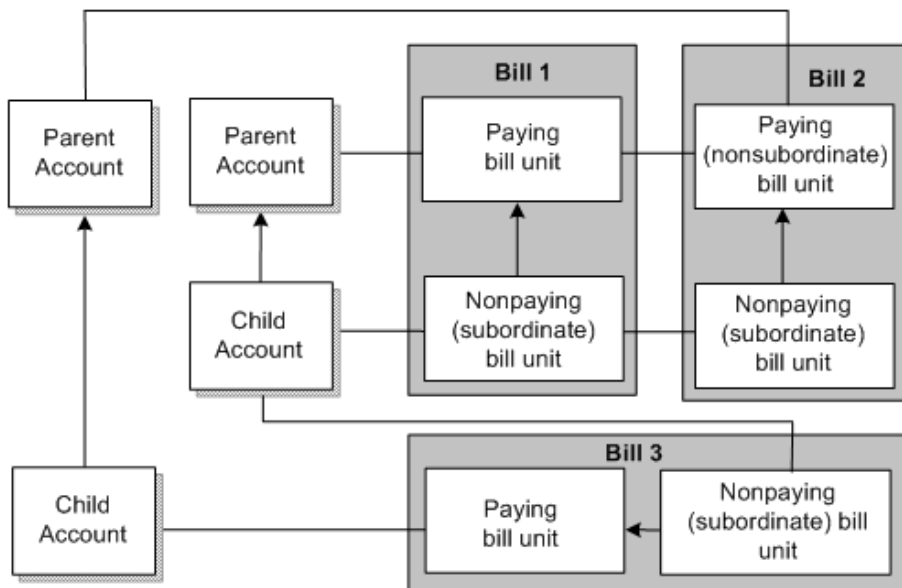 Bill 1
Bill 2
Parent
Account
Parent
Account
Paying
bill unit
Paying
(nonsubordinate)
bill unit
Child
Account
Nonpaying
(subordinate)
bill unit
Nonpaying
(subordinate)
bill unit
Bill 3
Child
Account
Paying
bill unit
Nonpaying
(subordinate) bill
unit